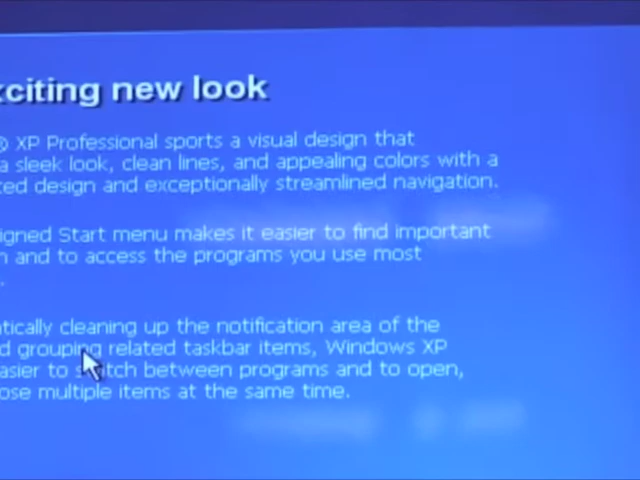 xciting new look
® XP Professional sports a visual design that
a sleek look, clean lines, and appealing colors with a
ted design and exceptionally streamlined navigation.
igned Start menu makes it easier to find important
n and to access the programs you use most
.
tically cleaning up the notification area of the
d grouping related taskbar items, Windows XP
asier to switch between programs and to open,
ose multiple items at the same time.